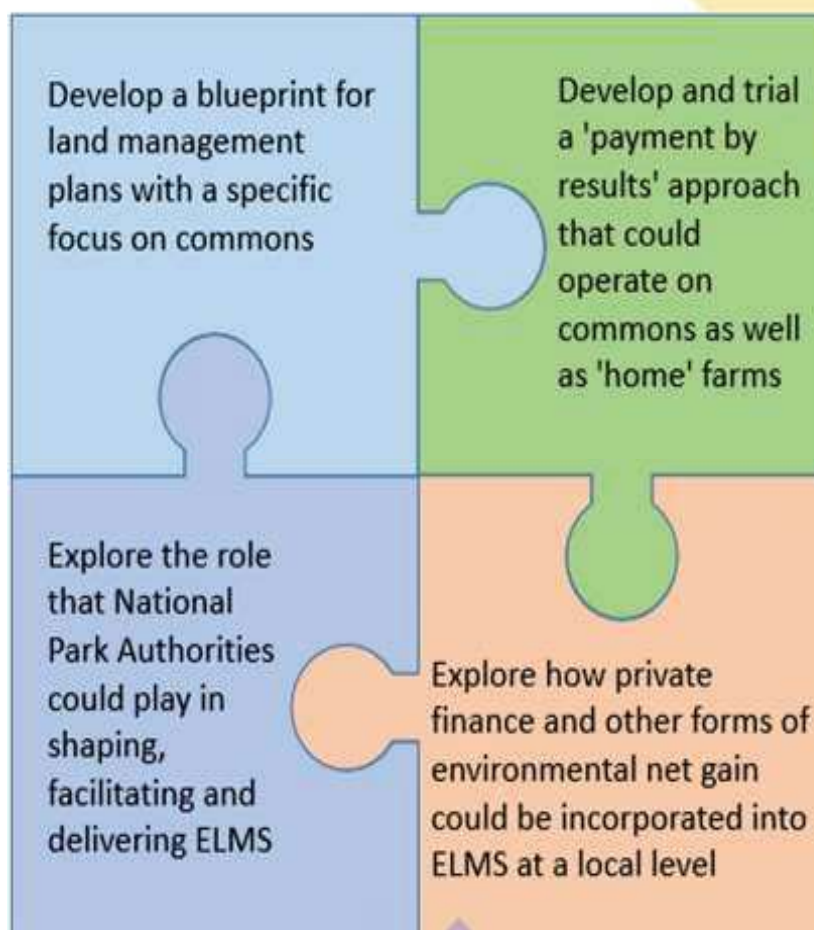 Develop a blueprint for
land management
plans with a specific
focus on commons
Develop and trial
a 'payment by
results' approach
that could
operate on
commons as well
as 'home' farms
Explore the role
that National
Park Authorities
could play in
shaping,
facilitating and
delivering ELMS
Explore how private
finance and other forms of
environmental net gain
could be incorporated into
ELMS at a local level